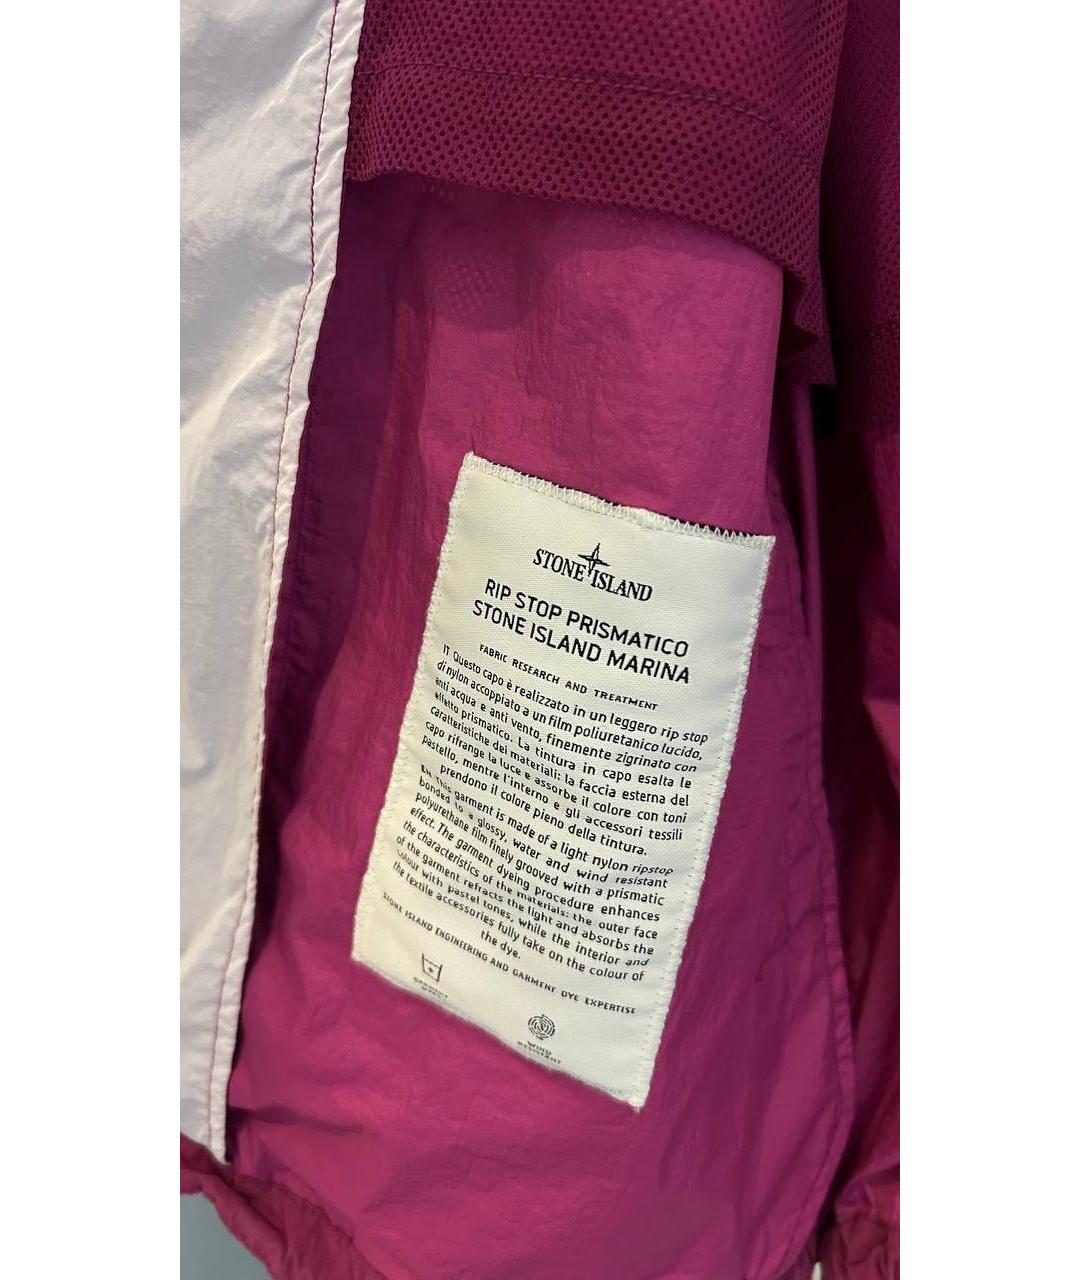 STONE ISLAND
RIP STOP PRISMATICO
STONE ISLAND MARINA
FABRIC RESEARCH AND TREATMENT
IT Questo capo è realizzato in un leggero rip stop
di nylon accoppiato a un film poliuretanico lucido,
anti acqua e anti vento, finemente zigrinato con
effetto prismatico. La tintura in capo esalta le
caratteristiche dei materiali: la faccia esterna del
capo rifrange la luce e assorbe il colore con toni
pastello, mentre l'interno e gli accessori tessili
prendono il colore pieno della tintura.
EN This garment is made of a light nylon ripstop
bonded to a glossy, water and wind resistant
polyurethane film finely grooved with a prismatic
effect. The garment dyeing procedure enhances
the characteristics of the materials: the outer face
of the garment refracts the light and absorbs the
colour with pastel tones, while the interior and
the textile accessories fully take on the colour of
the dye.
STONE ISLAND ENGINEERING AND GARMENT DYE EXPERTISE
GARMENT
WIND
RESISTANT